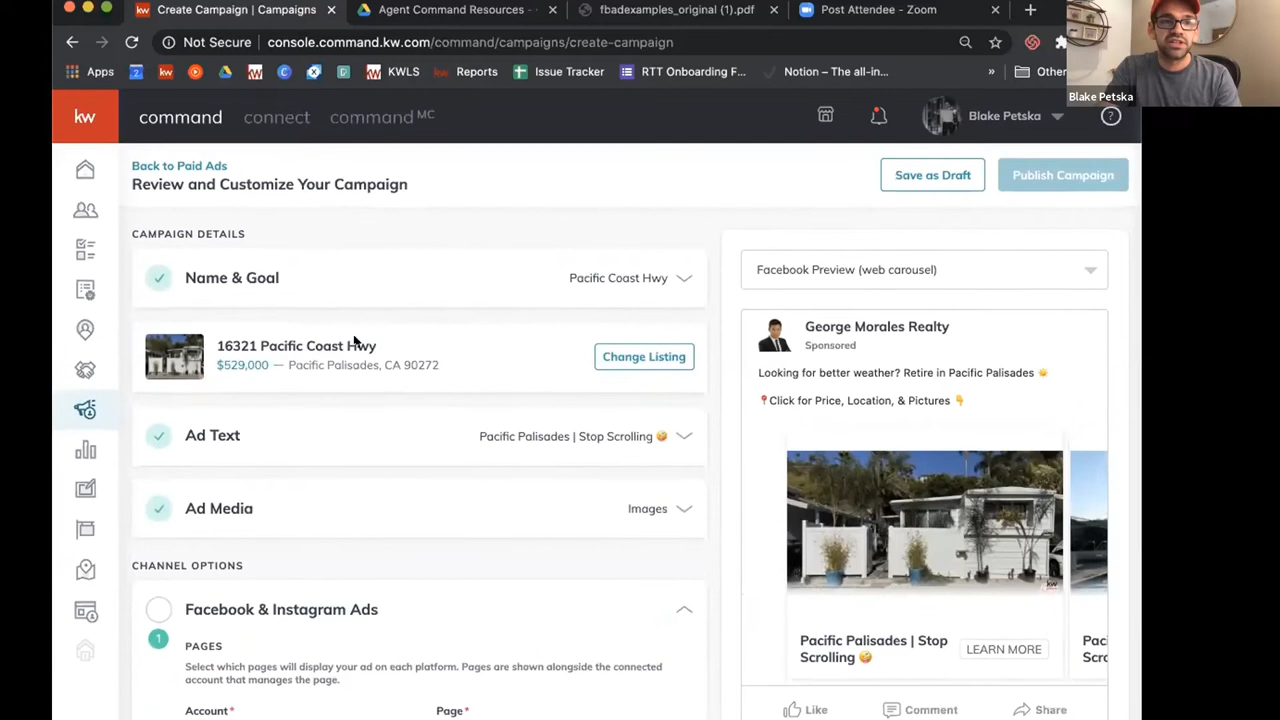 Create Campaign | Campaigns
Agent Command Resources -
fbadexamples_original (1).pdf
Post Attendee - Zoom
Not Secure
console.command.kw.com/command/campaigns/create-campaign
Apps
2
kw
kw
KWLS
Reports
Issue Tracker
RTT Onboarding F...
Notion – The all-in...
»
Other
Blake Petska
kw
command
connect
command MC
Blake Petska
?
Back to Paid Ads
Review and Customize Your Campaign
Save as Draft
Publish Campaign
CAMPAIGN DETAILS
Name & Goal
Pacific Coast Hwy
16321 Pacific Coast Hwy
$529,000 — Pacific Palisades, CA 90272
Change Listing
Ad Text
Pacific Palisades | Stop Scrolling 🤪
Ad Media
Images
CHANNEL OPTIONS
Facebook & Instagram Ads
1
PAGES
Select which pages will display your ad on each platform. Pages are shown alongside the connected
account that manages the page.
Account*
Page*
Facebook Preview (web carousel)
George Morales Realty
Sponsored
Looking for better weather? Retire in Pacific Palisades ☀️
📍Click for Price, Location, & Pictures 👇
kw
Pacific Palisades | Stop
Scrolling 🤪
LEARN MORE
Paci
Scro
Like
Comment
Share